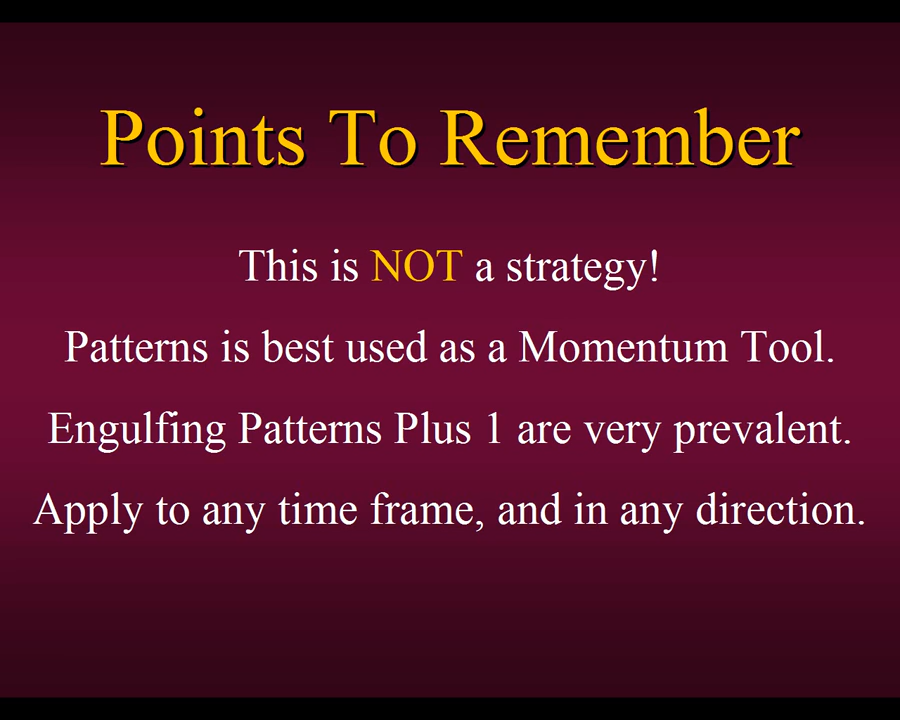 Points To Remember
This is NOT a strategy!
Patterns is best used as a Momentum Tool.
Engulfing Patterns Plus 1 are very prevalent.
Apply to any time frame, and in any direction.